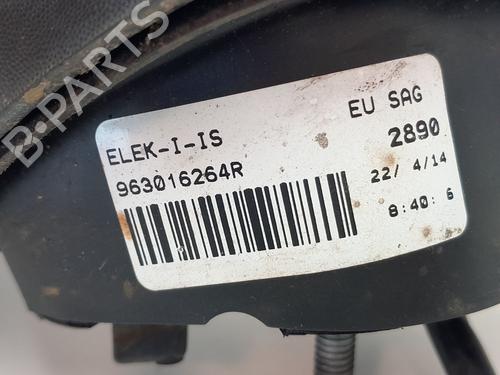 B-PARTS
ELEK-I-IS
EU SAG
963016264R
2890
22/ 4/14
8:40: 6